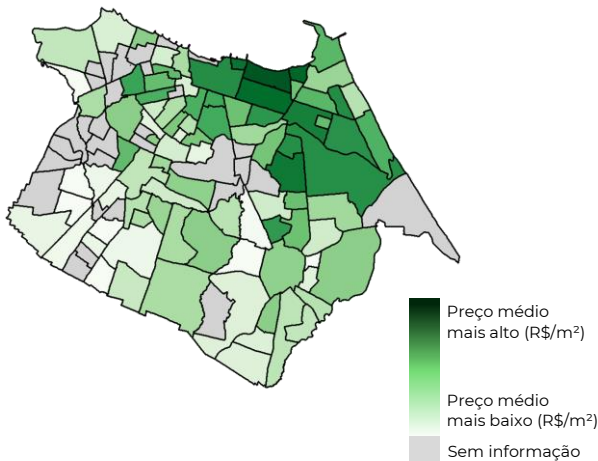 Preço médio
mais alto (R$/m²)
Preço médio
mais baixo (R$/m²)
Sem informação